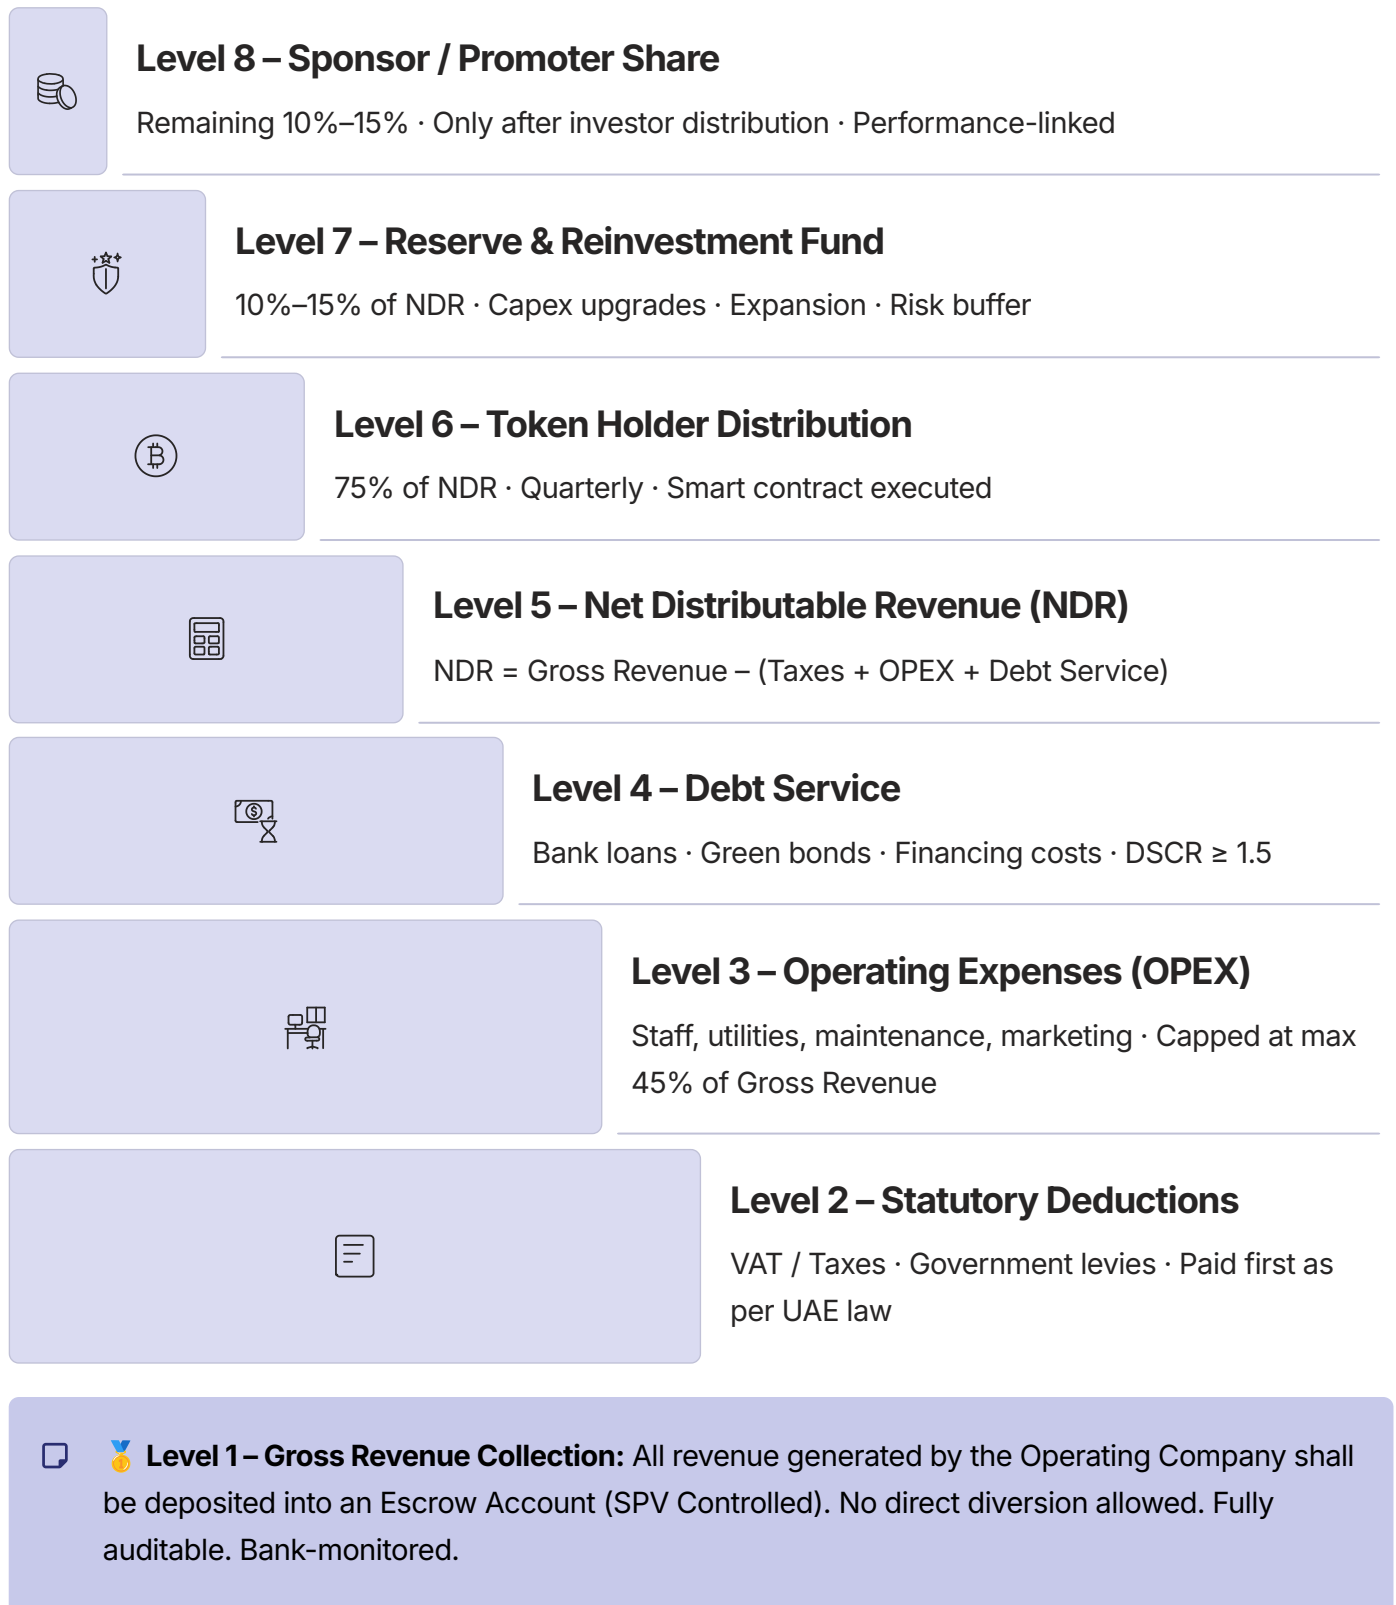 Level 8 – Sponsor / Promoter Share
Remaining 10%–15% · Only after investor distribution · Performance-linked
Level 7 – Reserve & Reinvestment Fund
10%–15% of NDR · Capex upgrades · Expansion · Risk buffer
Level 6 – Token Holder Distribution
75% of NDR · Quarterly · Smart contract executed
Level 5 – Net Distributable Revenue (NDR)
NDR = Gross Revenue – (Taxes + OPEX + Debt Service)
Level 4 – Debt Service
Bank loans · Green bonds · Financing costs · DSCR ≥ 1.5
Level 3 – Operating Expenses (OPEX)
Staff, utilities, maintenance, marketing · Capped at max
45% of Gross Revenue
Level 2 – Statutory Deductions
VAT / Taxes · Government levies · Paid first as
per UAE law
🥇 Level 1 – Gross Revenue Collection: All revenue generated by the Operating Company shall
be deposited into an Escrow Account (SPV Controlled). No direct diversion allowed. Fully
auditable. Bank-monitored.